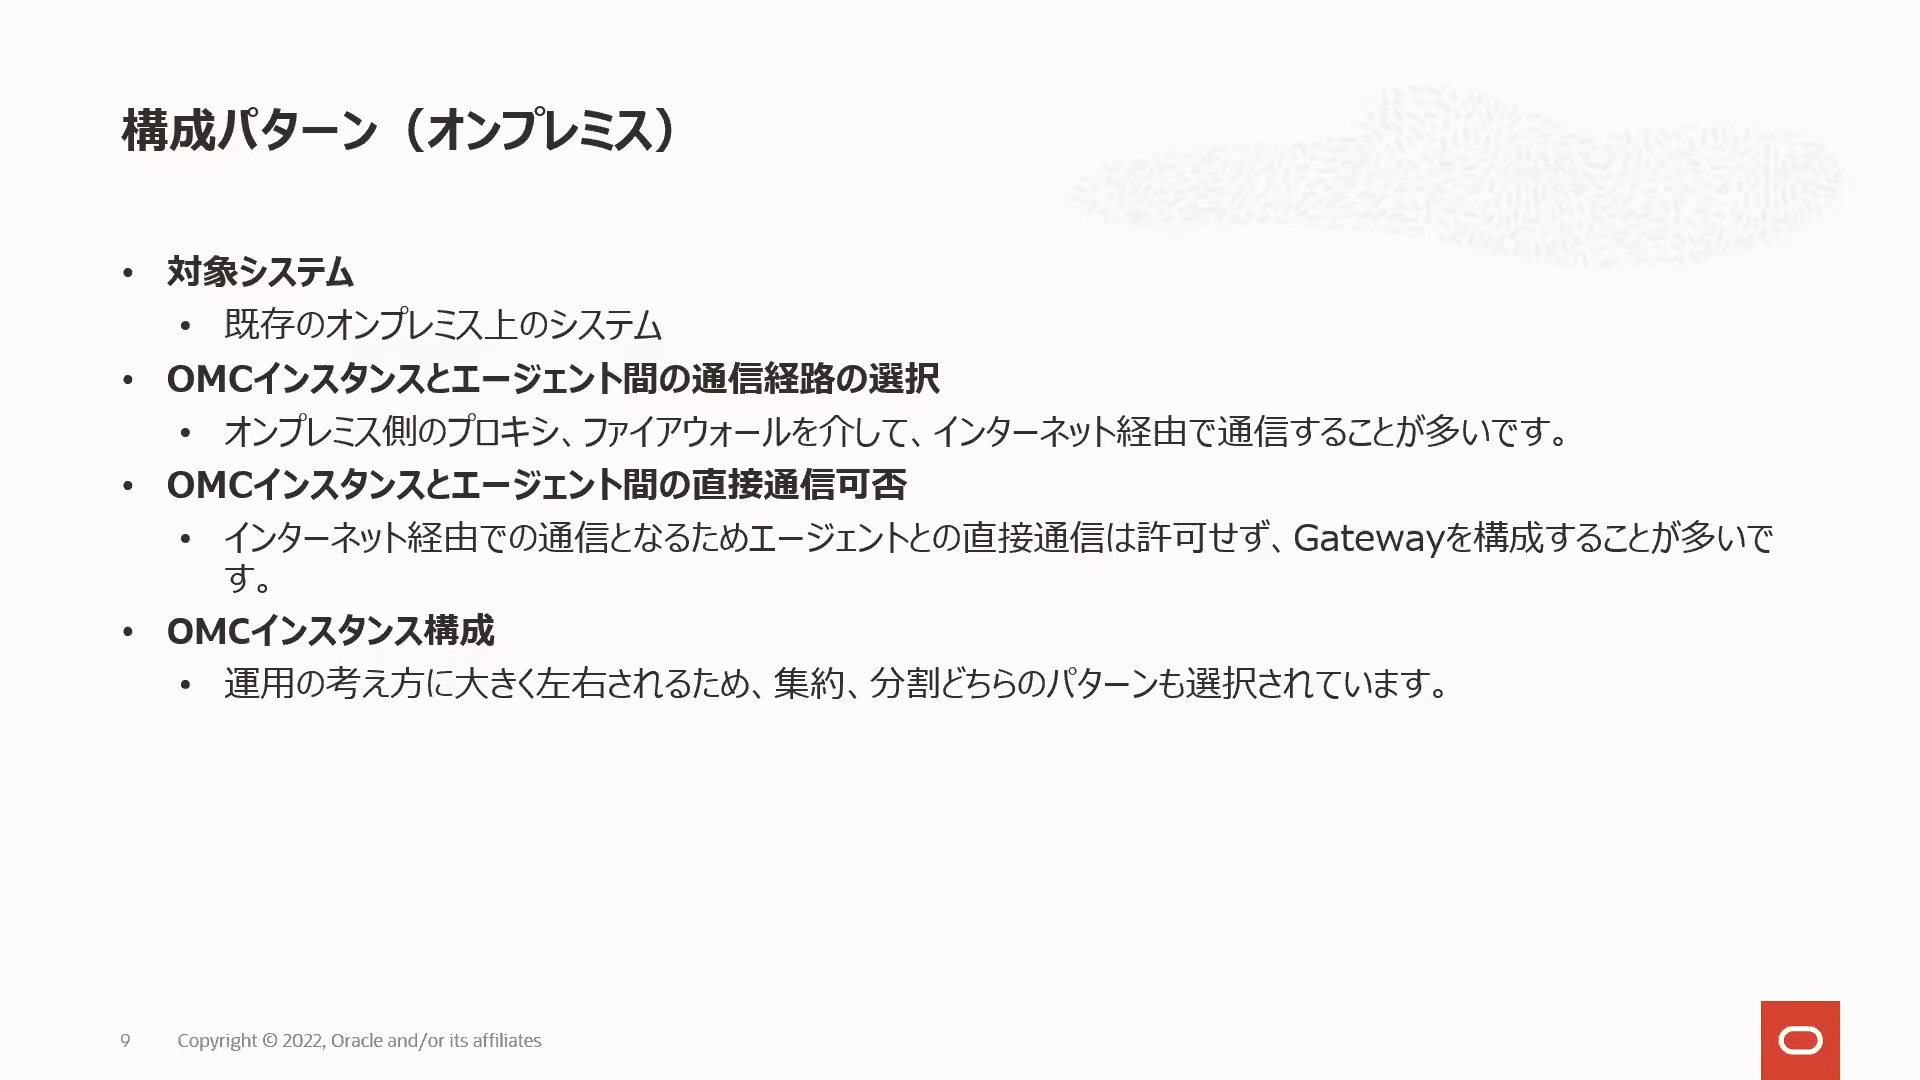 構成パターン（オンプレミス）
• 対象システム
• 既存のオンプレミス上のシステム
• OMCインスタンスとエージェント間の通信経路の選択
• オンプレミス側のプロキシ、ファイアウォールを介して、インターネット経由で通信することが多いです。
• OMCインスタンスとエージェント間の直接通信可否
• インターネット経由での通信となるためエージェントとの直接通信は許可せず、Gatewayを構成することが多いで
す。
• OMCインスタンス構成
• 運用の考え方に大きく左右されるため、集約、分割どちらのパターンも選択されています。
9 Copyright © 2022, Oracle and/or its affiliates